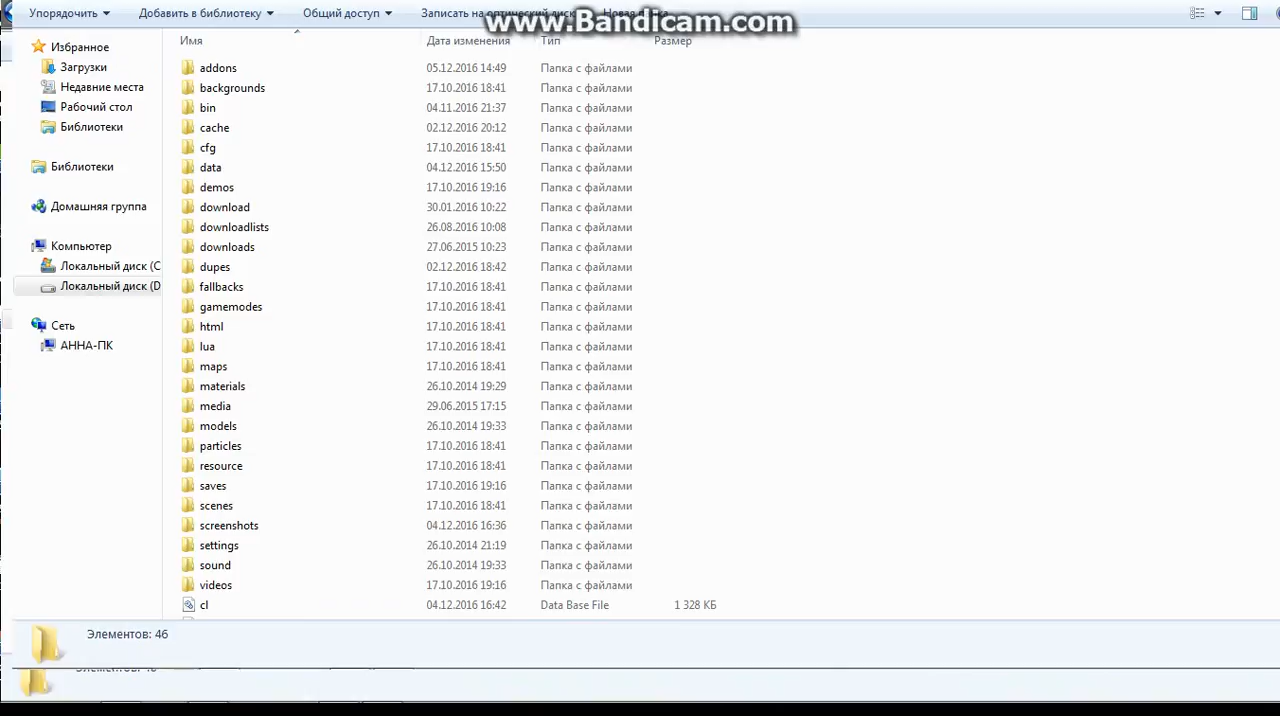 Упорядочить Добавить в библиотеку Общий доступ Записать на оптический диск Новая
www.Bandicam.com
Имя Дата изменения Тип Размер
Избранное
Загрузки
Недавние места
Рабочий стол
Библиотеки
Библиотеки
Домашняя группа
Компьютер
Локальный диск (C
Локальный диск (D
Сеть
АННА-ПК
addons 05.12.2016 14:49 Папка с файлами
backgrounds 17.10.2016 18:41 Папка с файлами
bin 04.11.2016 21:37 Папка с файлами
cache 02.12.2016 20:12 Папка с файлами
cfg 17.10.2016 18:41 Папка с файлами
data 04.12.2016 15:50 Папка с файлами
demos 17.10.2016 19:16 Папка с файлами
download 30.01.2016 10:22 Папка с файлами
downloadlists 26.08.2016 10:08 Папка с файлами
downloads 27.06.2015 10:23 Папка с файлами
dupes 02.12.2016 18:42 Папка с файлами
fallbacks 17.10.2016 18:41 Папка с файлами
gamemodes 17.10.2016 18:41 Папка с файлами
html 17.10.2016 18:41 Папка с файлами
lua 17.10.2016 18:41 Папка с файлами
maps 17.10.2016 18:41 Папка с файлами
materials 26.10.2014 19:29 Папка с файлами
media 29.06.2015 17:15 Папка с файлами
models 26.10.2014 19:33 Папка с файлами
particles 17.10.2016 18:41 Папка с файлами
resource 17.10.2016 18:41 Папка с файлами
saves 17.10.2016 19:16 Папка с файлами
scenes 17.10.2016 18:41 Папка с файлами
screenshots 04.12.2016 16:36 Папка с файлами
settings 26.10.2014 21:19 Папка с файлами
sound 26.10.2014 19:33 Папка с файлами
videos 17.10.2016 19:16 Папка с файлами
cl 04.12.2016 16:42 Data Base File 1 328 КБ
Элементов: 46